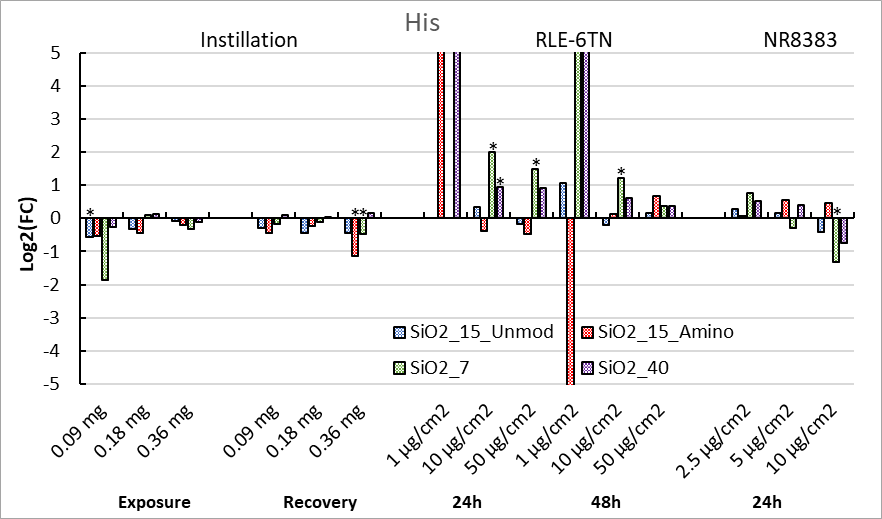 His
Instillation RLE-6TN NR8383
Log2(FC)
5
4
3
2
1
0
-1
-2
-3
-4
-5
* * * * * * * *
SiO2_15_Unmod SiO2_15_Amino
SiO2_7 SiO2_40
0.09 mg 0.18 mg 0.36 mg 0.09 mg 0.18 mg 0.36 mg 1 µg/cm2 10 µg/cm2 50 µg/cm2 1 µg/cm2 10 µg/cm2 50 µg/cm2 2.5 µg/cm2 5 µg/cm2 10 µg/cm2
Exposure Recovery 24h 48h 24h